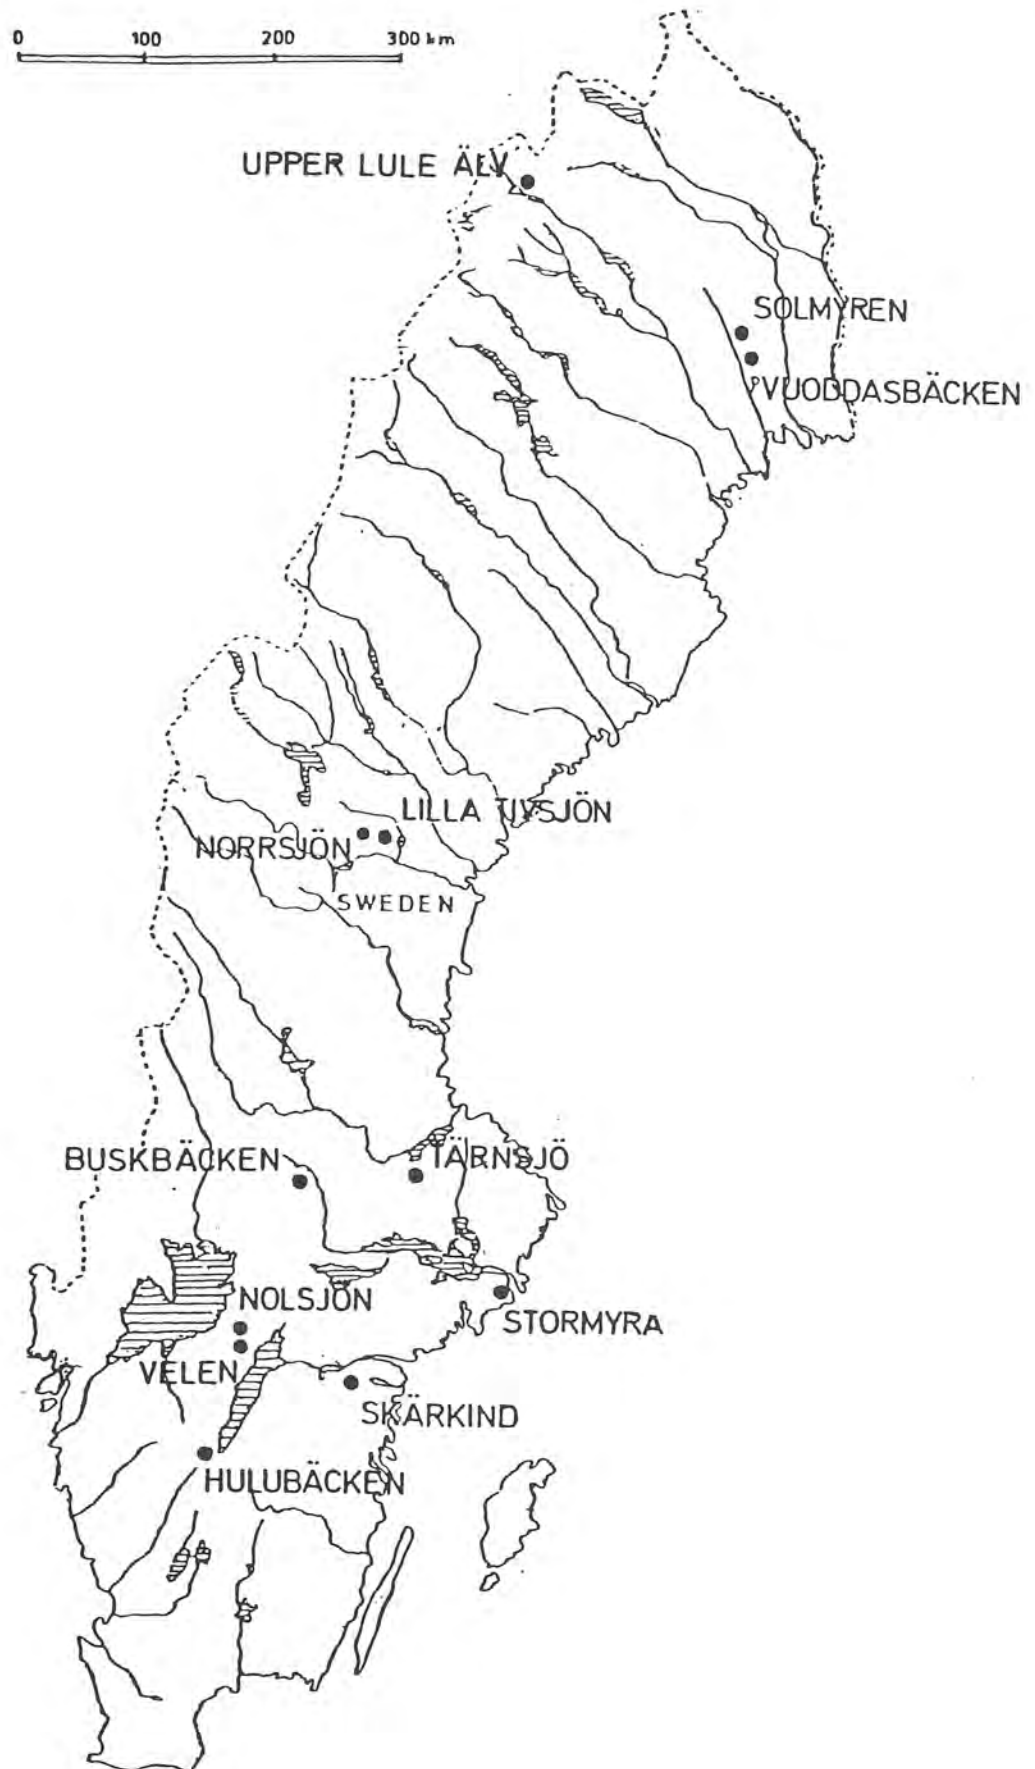 0 100 200 300 km
UPPER LULE ÄLV
SOLMYREN
VUODDASBÄCKEN
LILLA TIVSJÖN
NORRSJÖN
SWEDEN
BUSKBÄCKEN
TÄRNSJÖ
NOLSJÖN
STORMYRA
VELEN
SKÄRKIND
HULUBÄCKEN